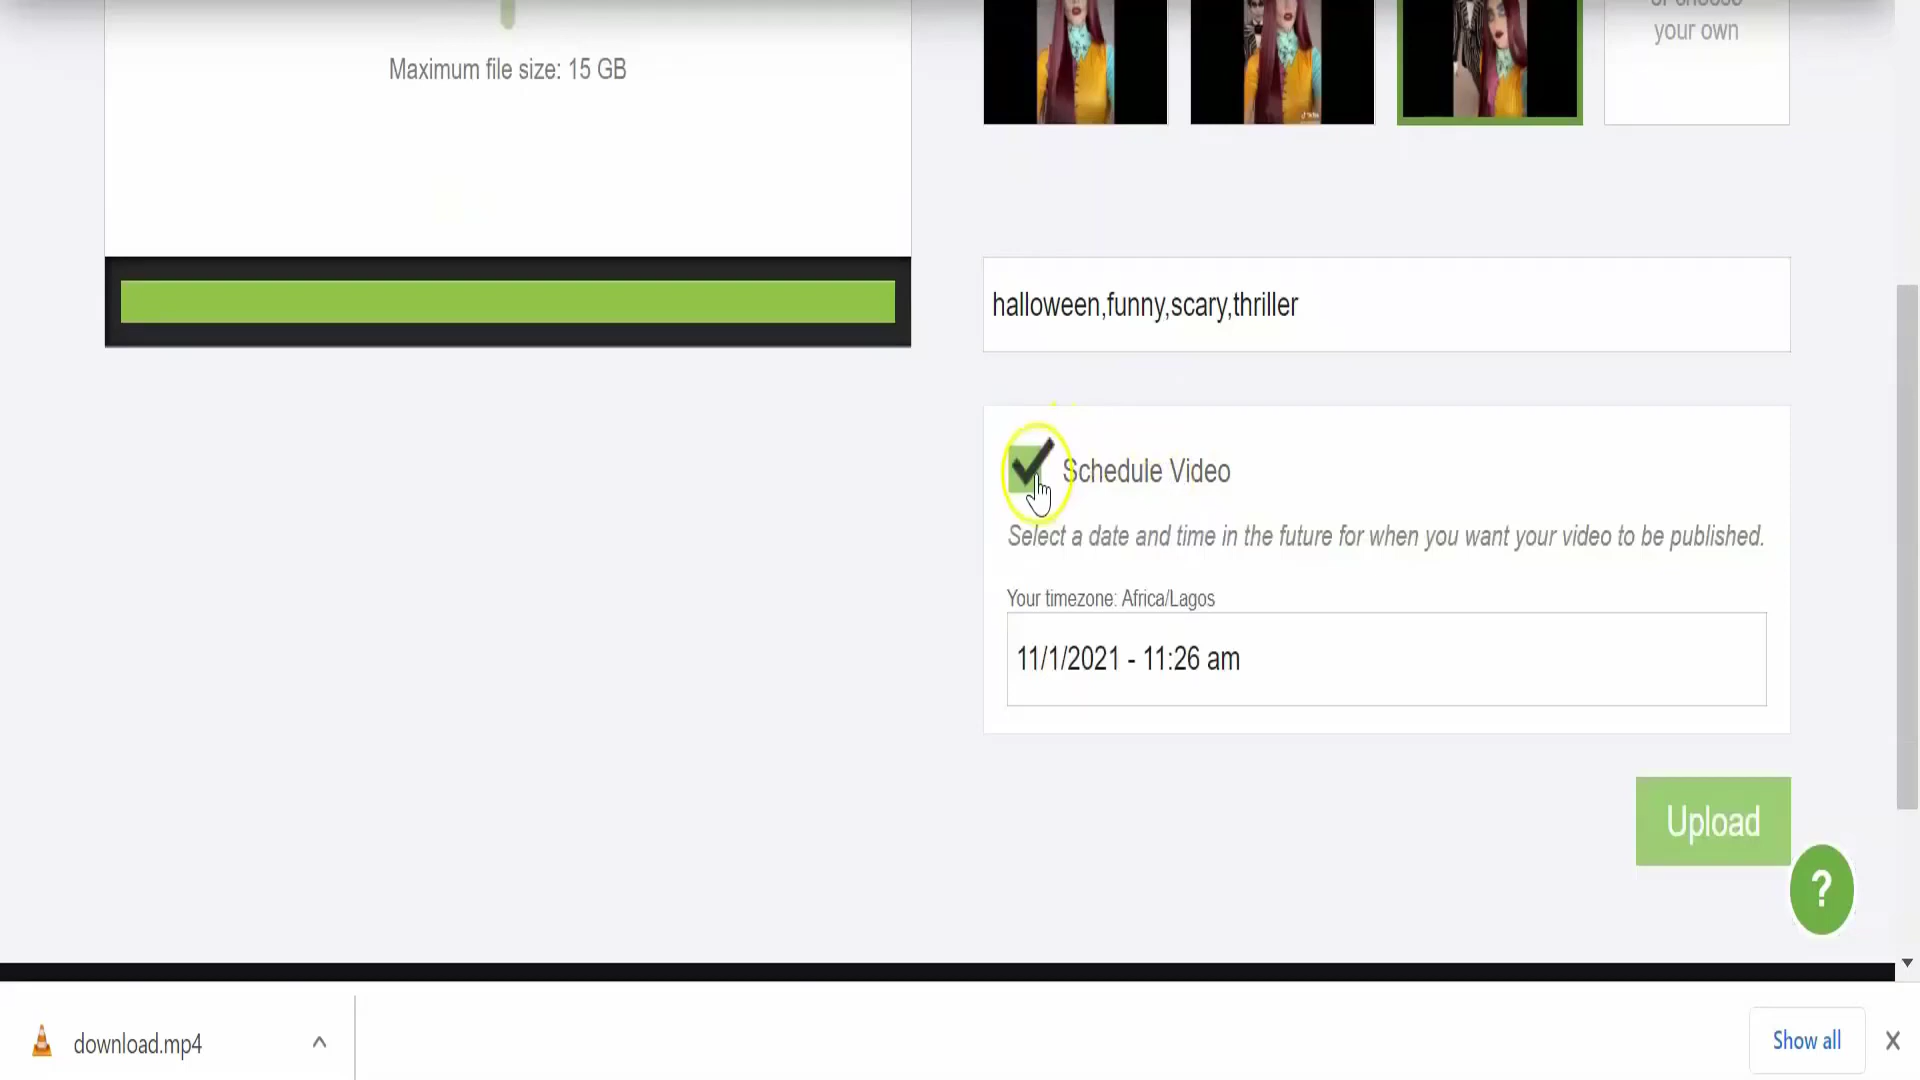 or choose
your own
Maximum file size: 15 GB
halloween,funny,scary,thriller
Schedule Video
Select a date and time in the future for when you want your video to be published.
Your timezone: Africa/Lagos
11/1/2021 - 11:26 am
Upload
?
download.mp4
Show all